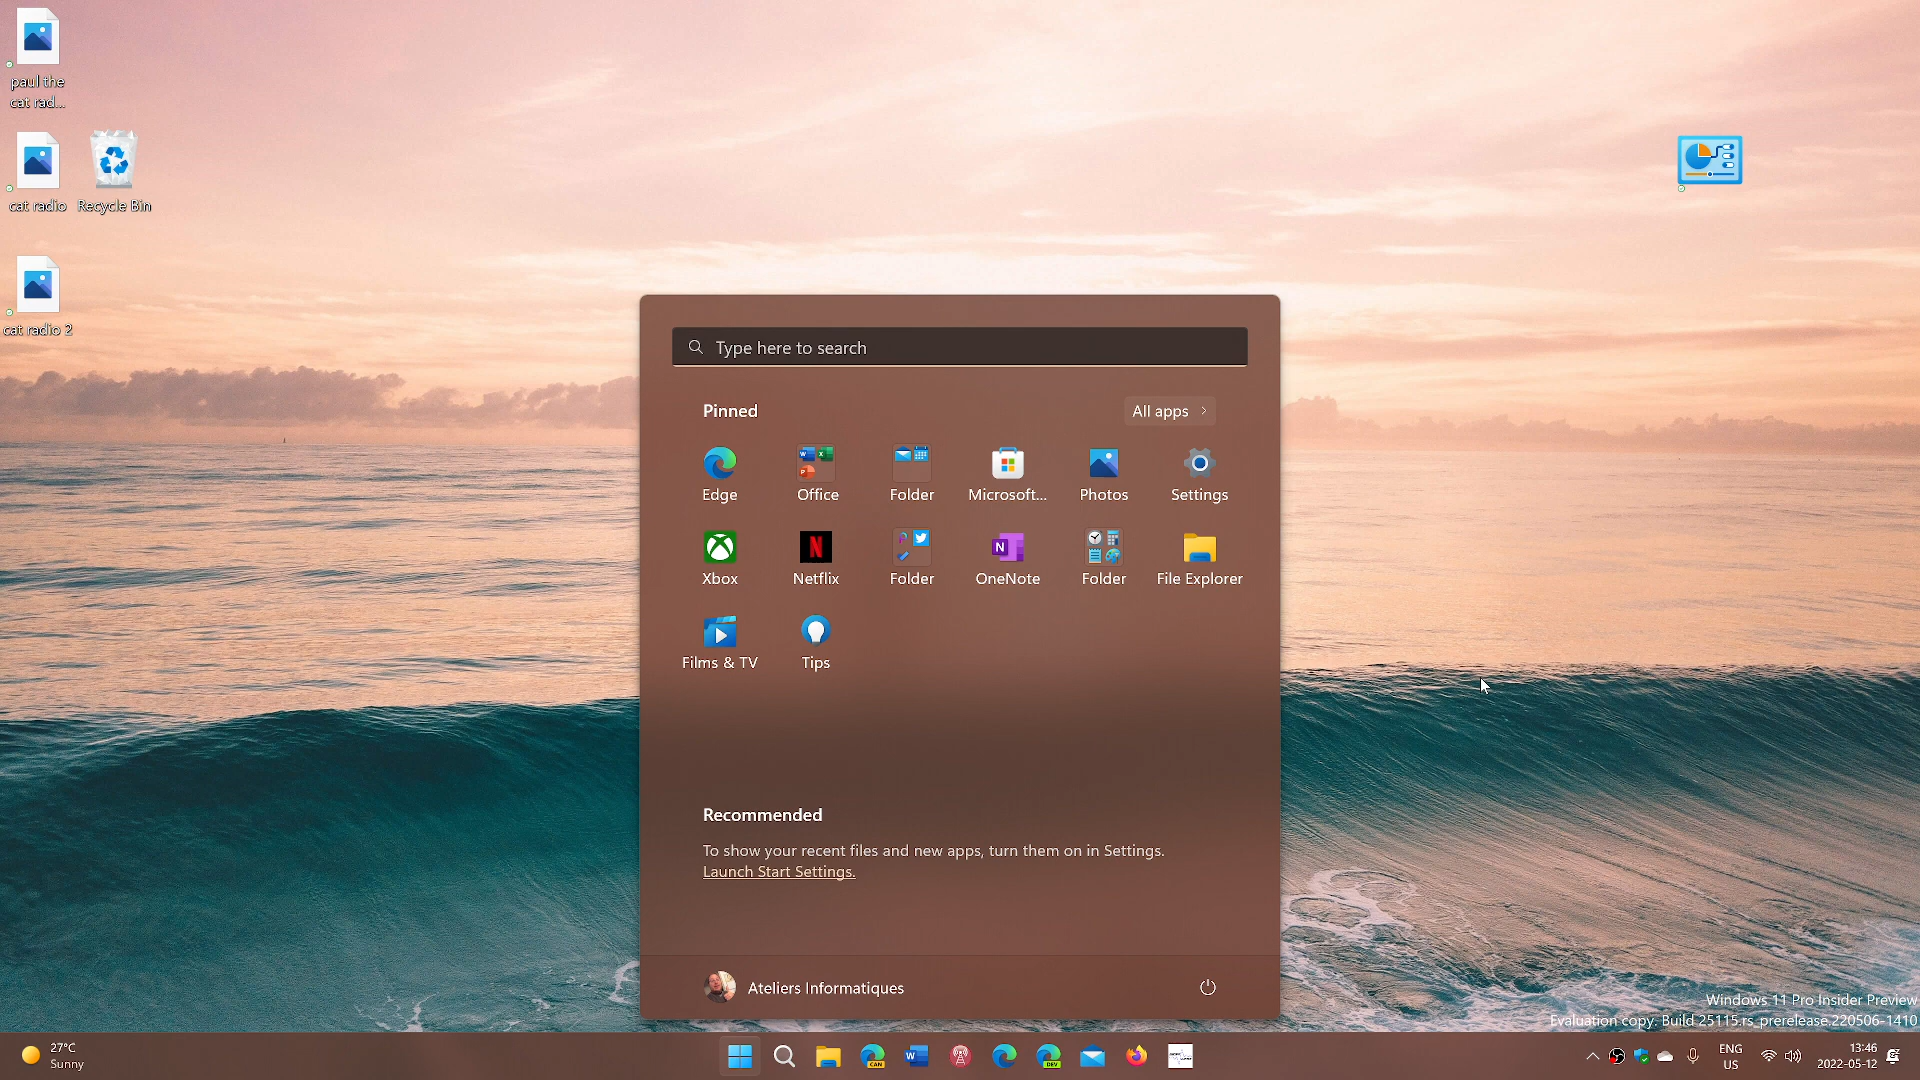 paul the
cat rad...
cat radio
Recycle Bin
cat radio 2
Type here to search
Pinned
All apps
Edge
Office
Folder
Microsoft...
Photos
Settings
Xbox
Netflix
Folder
OneNote
Folder
File Explorer
Films & TV
Tips
Recommended
To show your recent files and new apps, turn them on in Settings.
Launch Start Settings.
Ateliers Informatiques
Windows 11 Pro Insider Preview
Evaluation copy. Build 25115.rs_prerelease.220506-1410
27°C
Sunny
CAN
DEV
ENG
US
13:46
2022-05-12